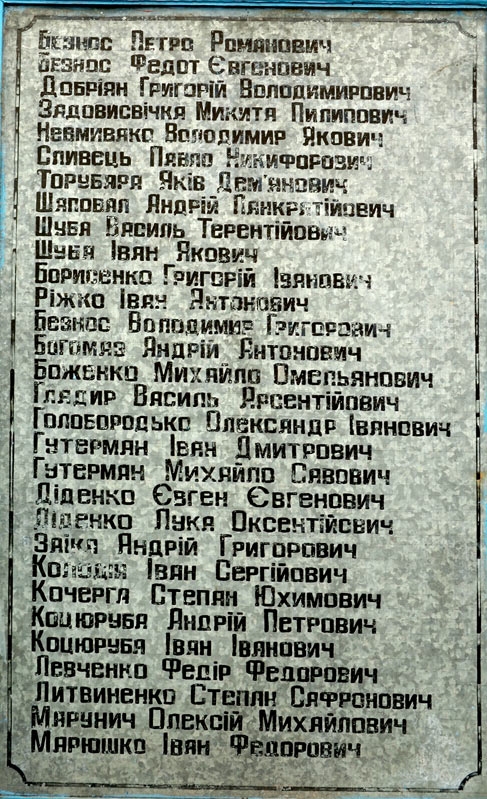 Безнос Петро Романович
Безнос Федот Євгенович
Добріян Григорій Володимирович
Задовисвічка Микита Пилипович
Невмивако Володимир Якович
Сливець Павло Никифорович
Торубара Яків Дем'янович
Шаповал Андрій Панкратійович
Шуба Василь Терентійович
Шуба Іван Якович
Борисенко Григорій Іванович
Ріжко Іван Антонович
Безнос Володимир Григорович
Богомаз Андрій Антонович
Боженко Михайло Омельянович
Гладир Василь Арсентійович
Голобородько Олександр Іванович
Гутерман Іван Дмитрович
Гутерман Михайло Савович
Діденко Євген Євгенович
Діденко Лука Оксентійович
Заїка Андрій Григорович
Іван Сергійович
Кочерга Степан Юхимович
Коцюруба Андрій Петрович
Коцюруба Іван Іванович
Левченко Федір Федорович
Литвиненко Степан Сафронович
Марунич Олексій Михайлович
Марюшко Іван Федорович